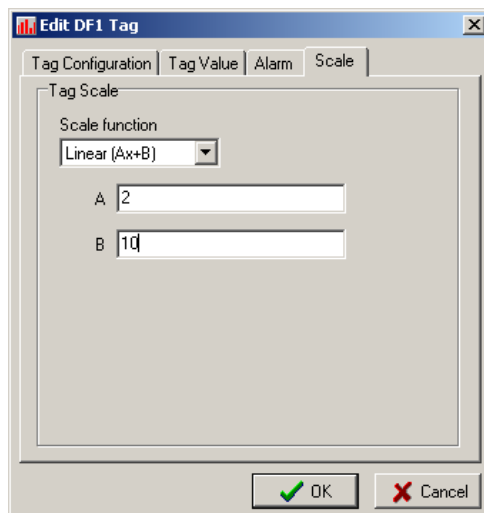 Edit DF1 Tag
Tag Configuration
Tag Value
Alarm
Scale
Tag Scale
Scale function
Linear (Ax+B)
A 2
B 10
OK
Cancel